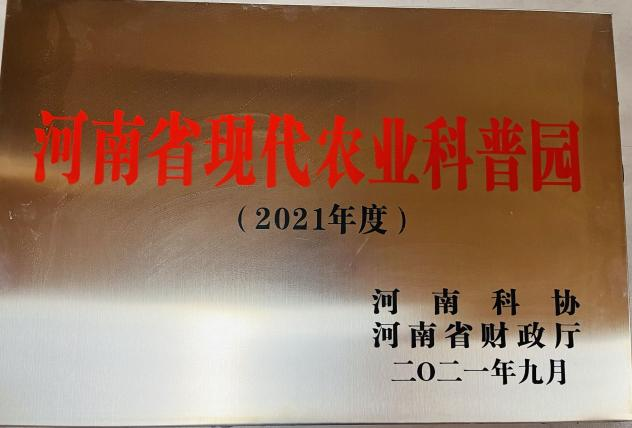 河南省现代农业科普园
（2021年度）
河南科协
河南省财政厅
二〇二一年九月